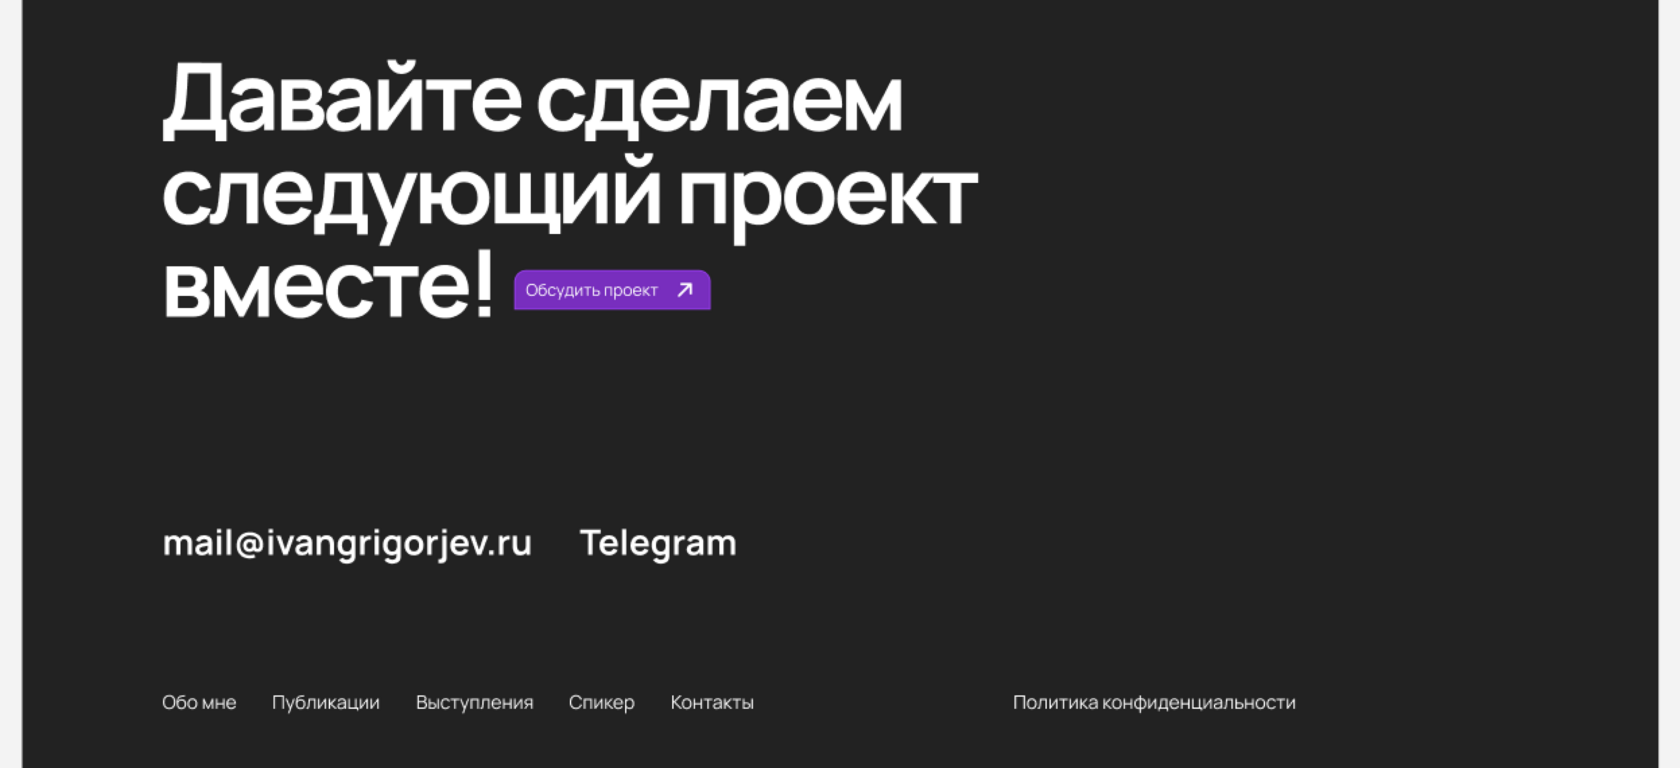 Давайте сделаем
следующий проект
вместе! Обсудить проект
mail@ivangrigorjev.ru Telegram
Обо мне Публикации Выступления Спикер Контакты Политика конфиденциальности